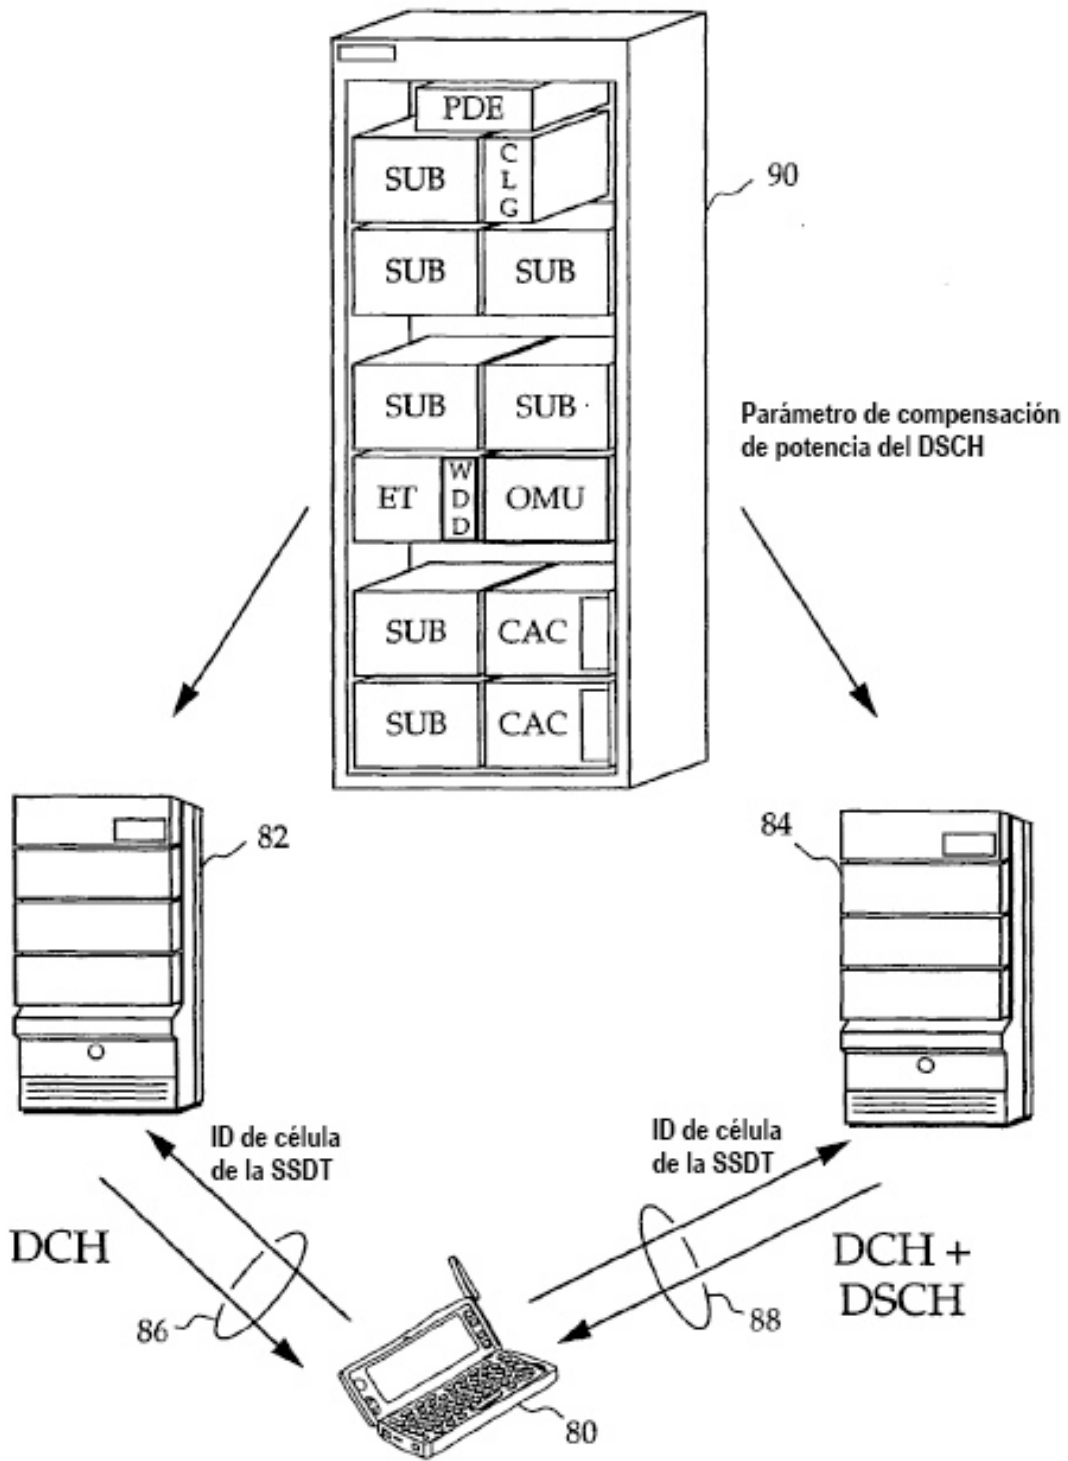 PDE
SUB
C
L
G
90
SUB
SUB
SUB
SUB
Parámetro de compensación
de potencia del DSCH
ET
W
D
D
OMU
SUB
CAC
SUB
CAC
82
84
ID de célula
de la SSDT
ID de célula
de la SSDT
DCH
DCH +
DSCH
86
88
80